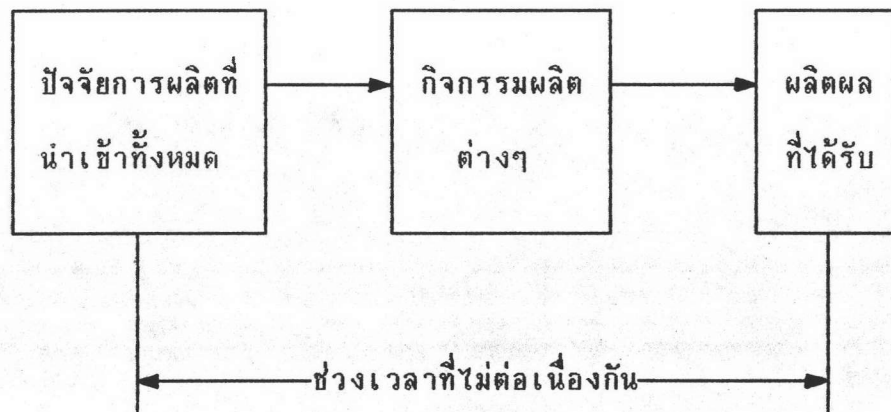 ปัจจัยการผลิตที่
นำเข้าทั้งหมด
กิจกรรมผลิต
ต่างๆ
ผลิตผล
ที่ได้รับ
ช่วงเวลาที่ไม่ต่อเนื่องกัน